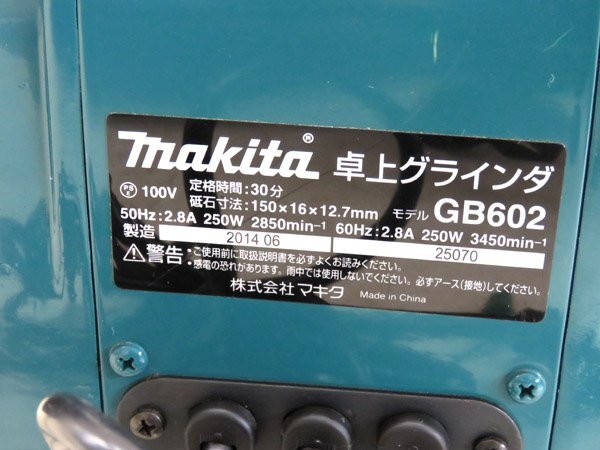 makita® 卓上グラインダ
PS E 100V 定格時間:30分
砥石寸法:150×16×12.7mm モデル GB602
50Hz:2.8A 250W 2850min⁻¹ 60Hz:2.8A 250W 3450min⁻¹
製造 2014 06 25070
⚠警告 ・ご使用前に取扱説明書を必ずよくお読みください。
・感電の恐れがあります。雨中では使用しないでください。必ずアース(接地)してください。
株式会社マキタ Made in China